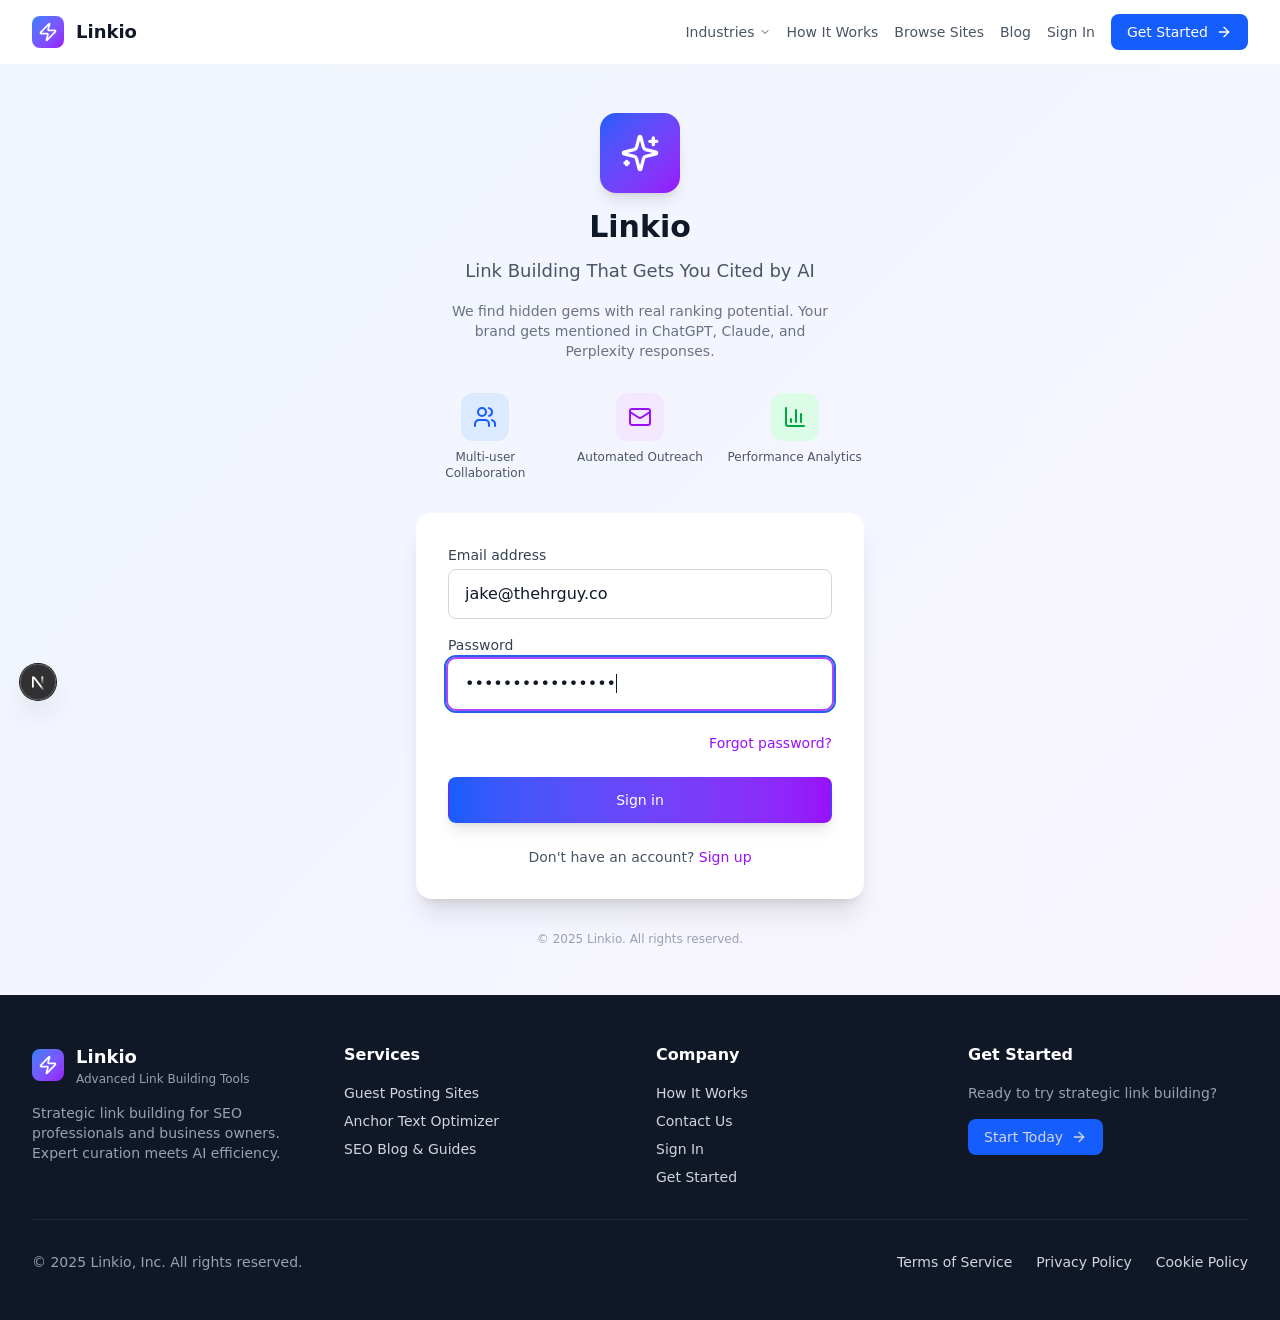 Linkio
Industries
How It Works
Browse Sites
Blog
Sign In
Get Started
Linkio
Link Building That Gets You Cited by AI
We find hidden gems with real ranking potential. Your
brand gets mentioned in ChatGPT, Claude, and
Perplexity responses.
Multi-user
Collaboration
Automated Outreach
Performance Analytics
Email address
jake@thehrguy.co
Password
••••••••••••••••
Forgot password?
Sign in
Don't have an account? Sign up
© 2025 Linkio. All rights reserved.
N
Linkio
Advanced Link Building Tools
Strategic link building for SEO
professionals and business owners.
Expert curation meets AI efficiency.
Services
Guest Posting Sites
Anchor Text Optimizer
SEO Blog & Guides
Company
How It Works
Contact Us
Sign In
Get Started
Get Started
Ready to try strategic link building?
Start Today
© 2025 Linkio, Inc. All rights reserved.
Terms of Service
Privacy Policy
Cookie Policy